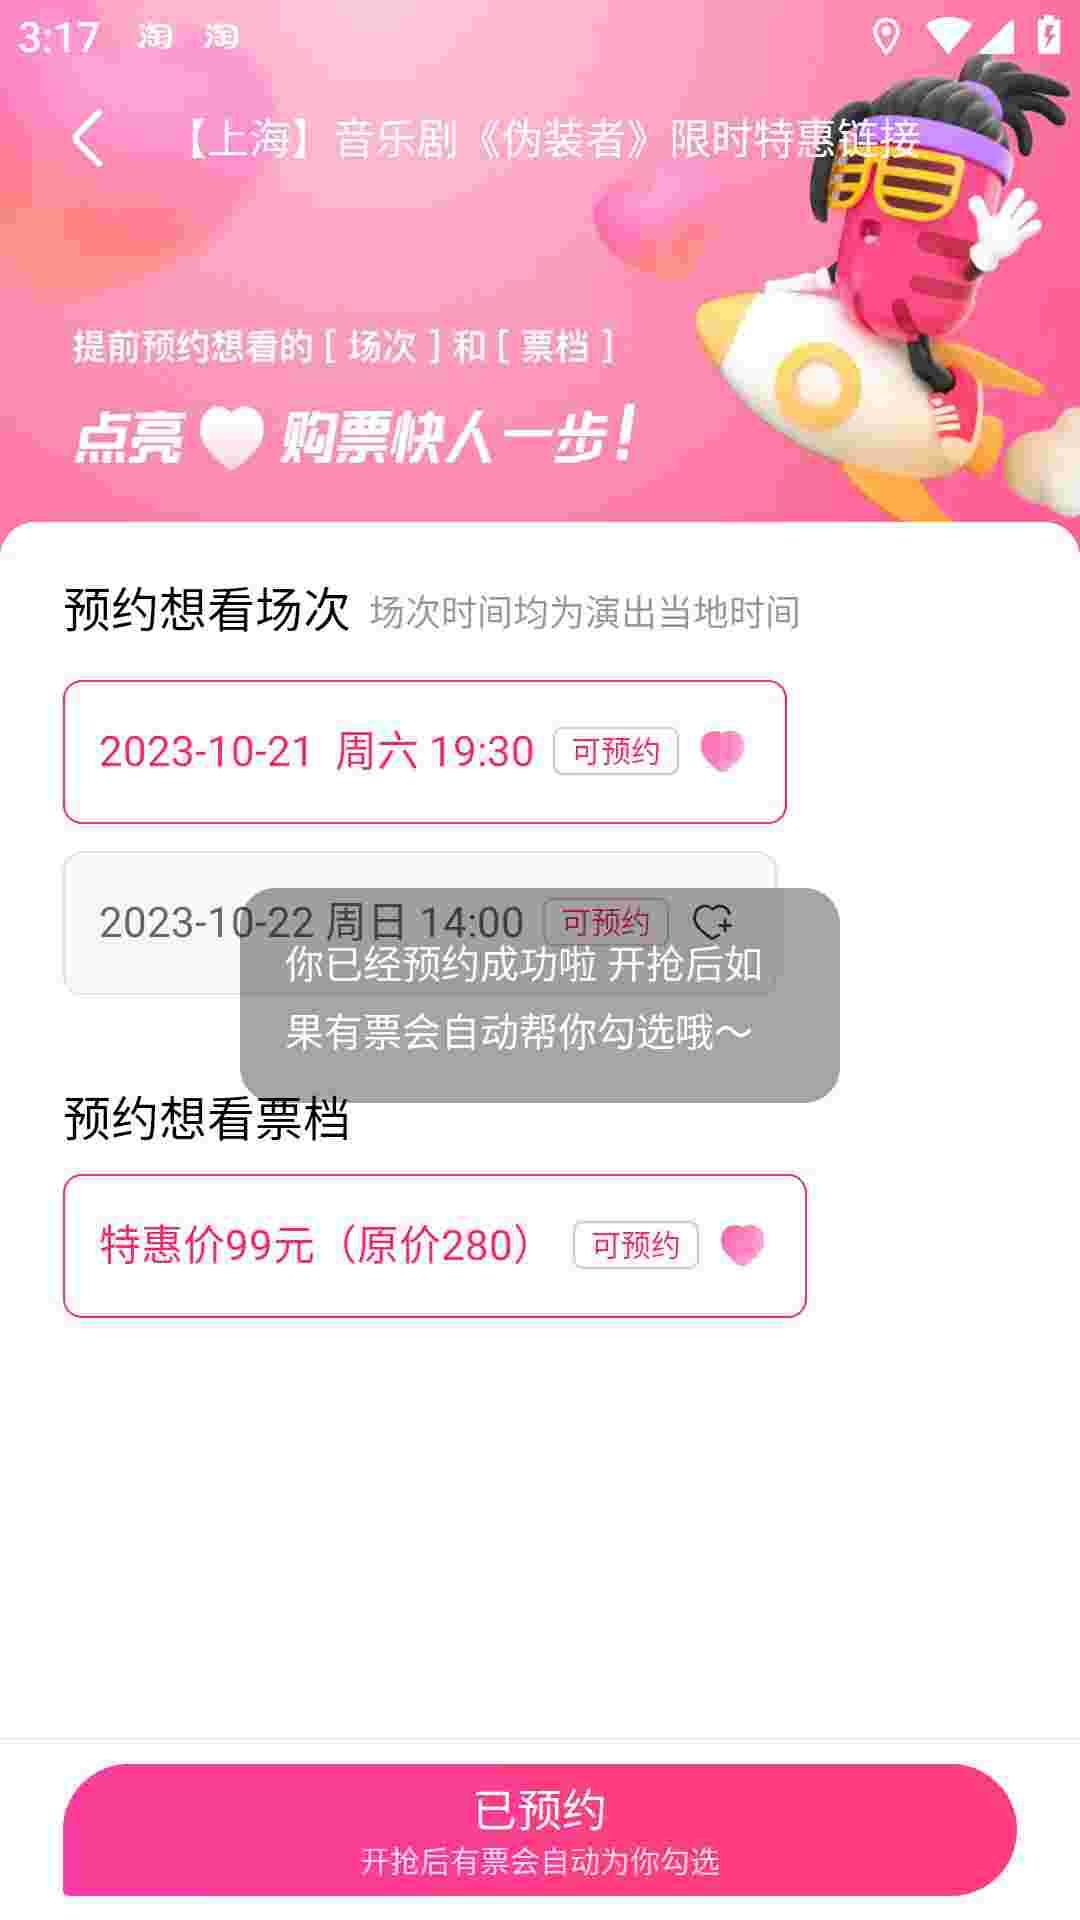 3:17 淘 淘
【上海】音乐剧《伪装者》限时特惠链接
提前预约想看的 [ 场次 ] 和 [ 票档 ]
点亮 购票快人一步!
预约想看场次 场次时间均为演出当地时间
2023-10-21 周六 19:30 可预约
2023-10-22 周日 14:00 可预约
你已经预约成功啦 开抢后如
果有票会自动帮你勾选哦～
预约想看票档
特惠价99元（原价280） 可预约
已预约
开抢后有票会自动为你勾选